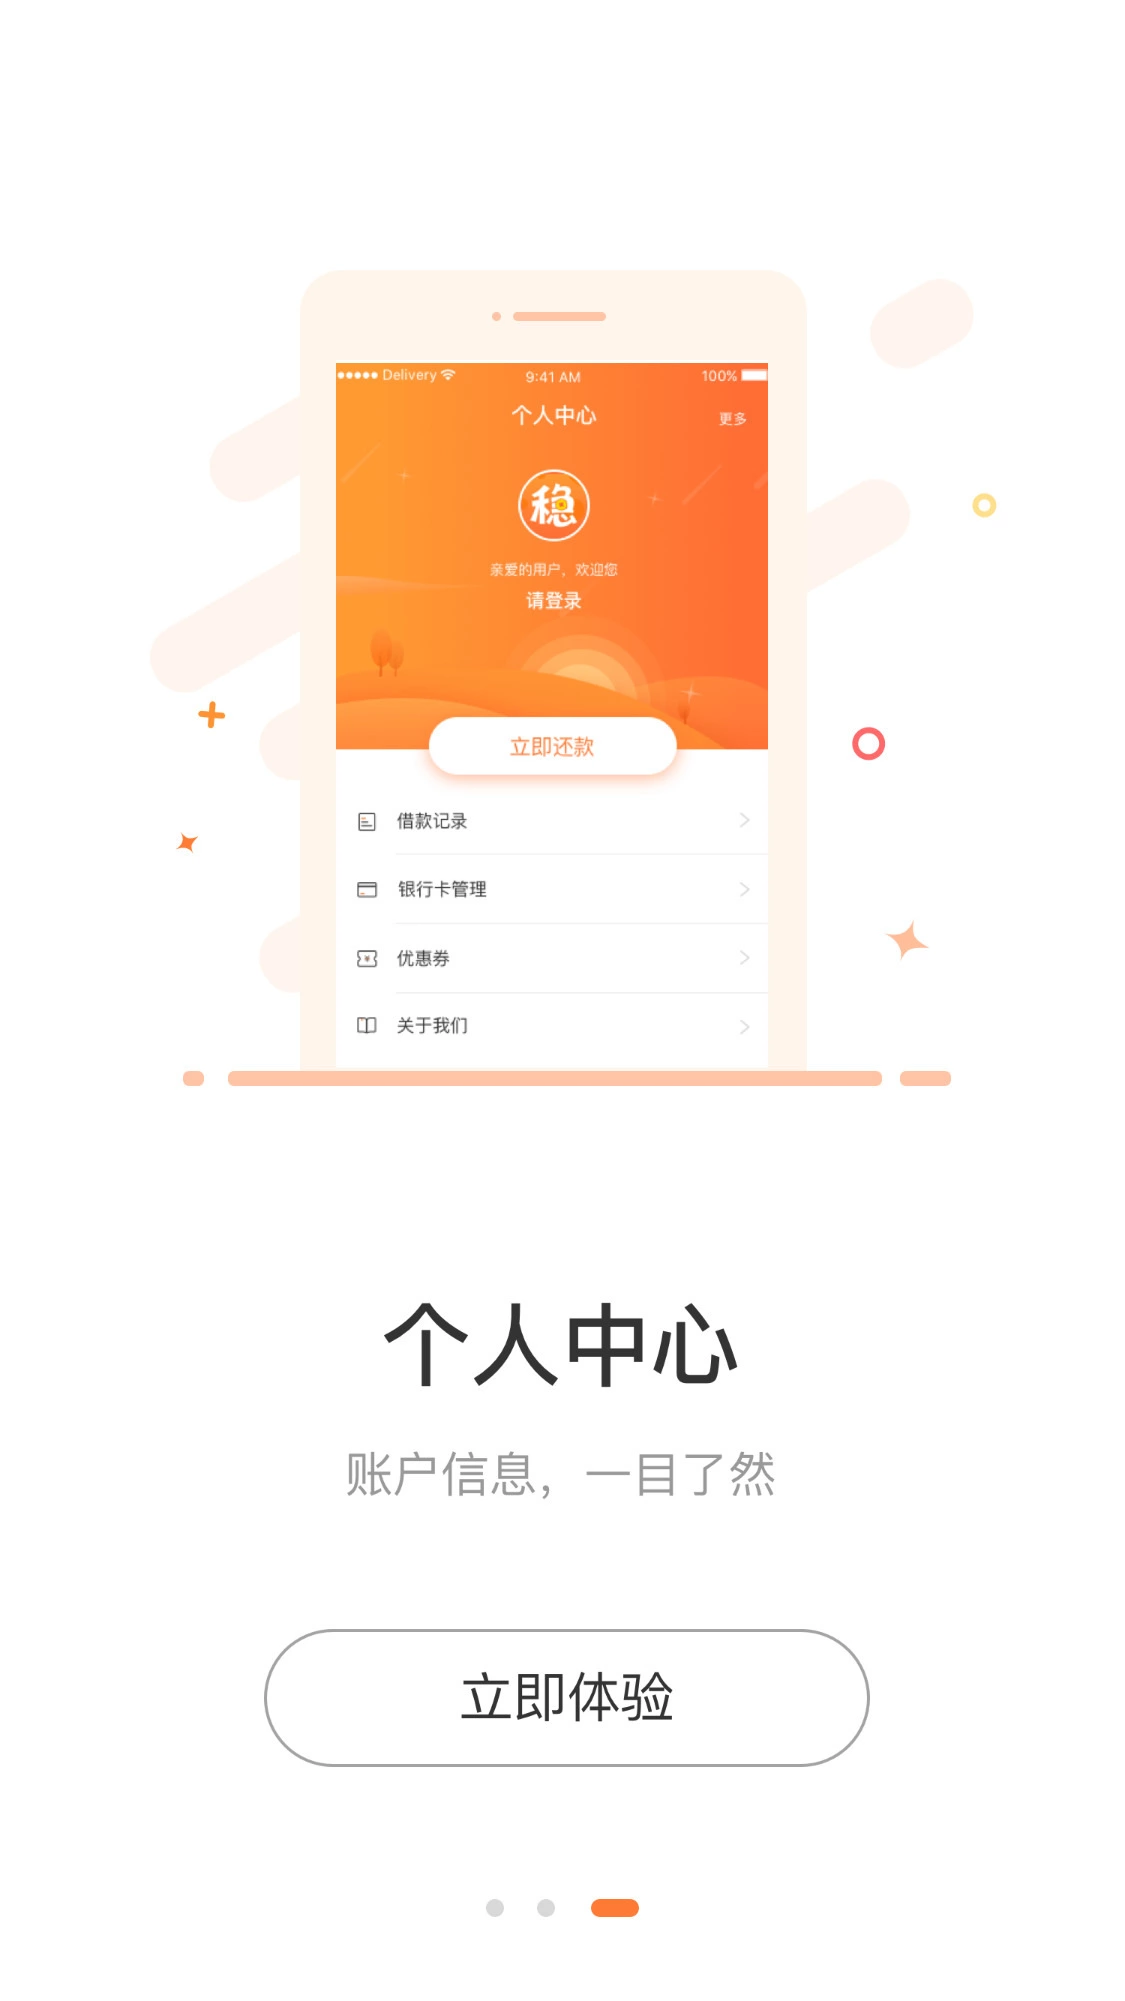 Delivery 9:41 AM 100%
个人中心 更多
稳
亲爱的用户，欢迎您
请登录
立即还款
借款记录
银行卡管理
¥
优惠券
关于我们
个人中心
账户信息，一目了然
立即体验